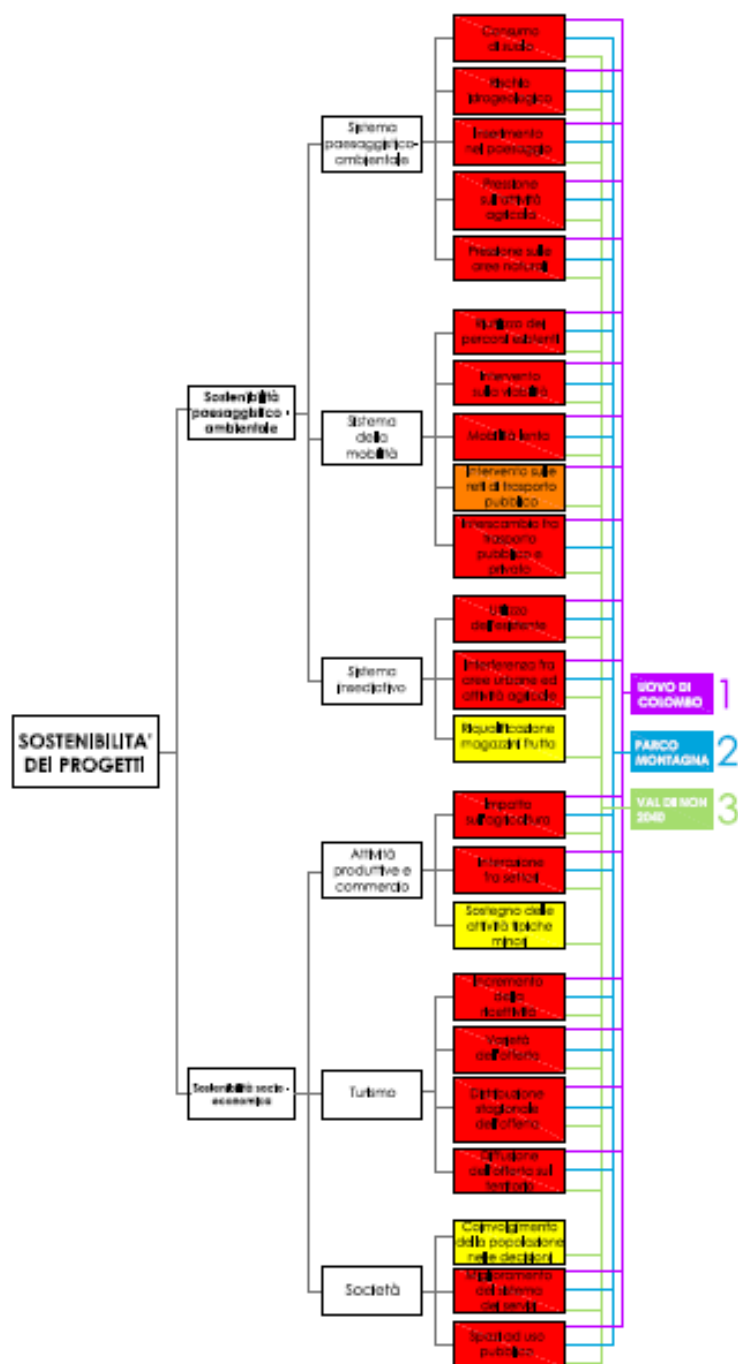 Consumo
di suolo
Rischio
idrogeologico
Sistema
paesaggistico-
ambientale
Inserimento
nel paesaggio
Pressione
sull'attività
agricola
Pressione sulle
aree naturali
Riutilizzo dei
percorsi esistenti
Sostenibilità
paesaggistico -
ambientale
Intervento
sulla viabilità
Sistema
della
mobilità
Mobilità lenta
Intervento sulle
reti di trasporto
pubblico
Interscambio fra
trasporto
pubblico e
privato
Utilizzo
dell'esistente
Sistema
insediativo
Interferenza fra
aree urbane ed
attività agricole
Riqualificazione
magazzini frutta
SOSTENIBILITA'
DEI PROGETTI
UOVO DI
COLOMBO
1
PARCO
MONTAGNA
2
VAL DI NON
2040
3
Impatto
sull'agricoltura
Attività
produttive e
commercio
Interazione
fra settori
Sostegno delle
attività tipiche
minori
Incremento
della
ricettività
Varietà
dell'offerta
Sostenibilità socio -
economica
Turismo
Distribuzione
stagionale
dell'offerta
Diffusione
dell'offerta sul
territorio
Coinvolgimento
della popolazione
nelle decisioni
Società
Miglioramento
del sistema
dei servizi
Spazi ad uso
pubblico